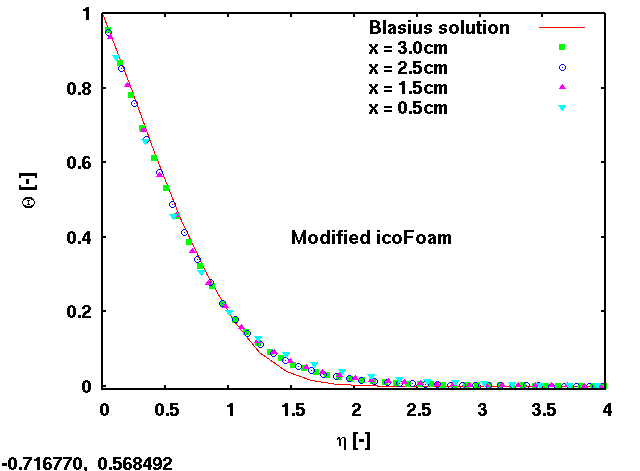 Blasius solution
x = 3.0cm
x = 2.5cm
x = 1.5cm
x = 0.5cm
1
0.8
0.6
0.4
0.2
0
Θ [-]
Modified icoFoam
0 0.5 1 1.5 2 2.5 3 3.5 4
η [-]
-0.716770, 0.568492